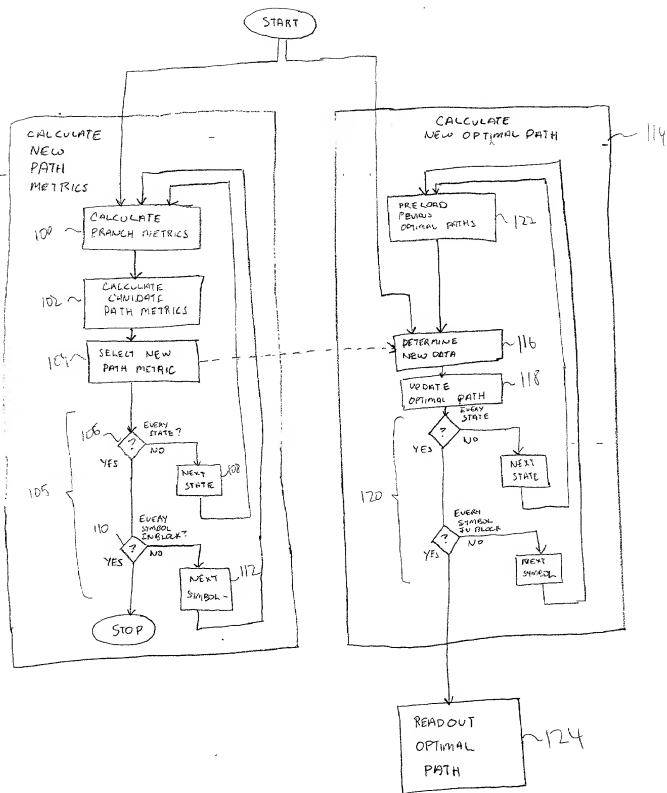 START
CALCULATE
NEW
PATH
METRICS
CALCULATE
BRANCH METRICS
100
CALCULATE
CANIDATE
PATH METRICS
102
SELECT NEW
PATH METRIC
104
105
106
EVERY
STATE?
?
YES
NO
NEXT
STATE
108
110
EVERY
SYMBOL
IN BLOCK?
?
YES
NO
NEXT
SYMBOL
112
STOP
CALCULATE
NEW OPTIMAL PATH
114
PRELOAD
PEVIOUS
OPTIMAL PATHS
122
DETERMINE
NEW DATA
116
UPDATE
OPTIMAL PATH
118
EVERY
STATE
?
YES
NO
NEXT
STATE
120
EVERY
SYMBOL
IN BLOCK
?
YES
NO
NEXT
SYMBOL
READOUT
OPTIMAL
PATH
124